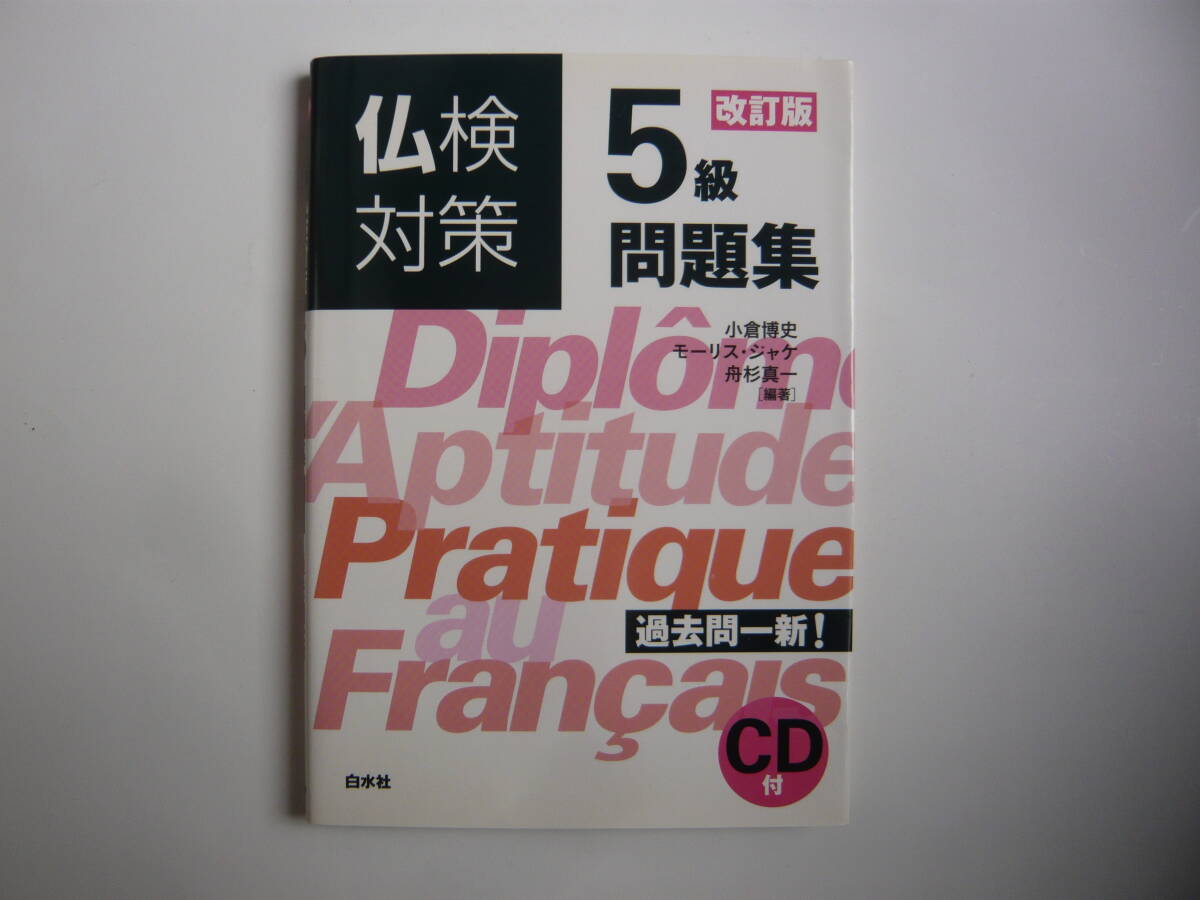 仏検
対策
改訂版
5級
問題集
小倉博史
モーリス・ジャケ
舟杉真一
[編著]
Diplôme
d'Aptitude
Pratique
au
過去問一新!
Français
CD
付
白水社